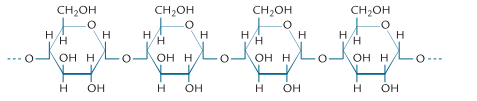 CH₂OH CH₂OH CH₂OH CH₂OH
O O O O
H H H H H H H H
H H H H
O OH H O OH H O OH H O OH H O
H OH H OH H OH H OH